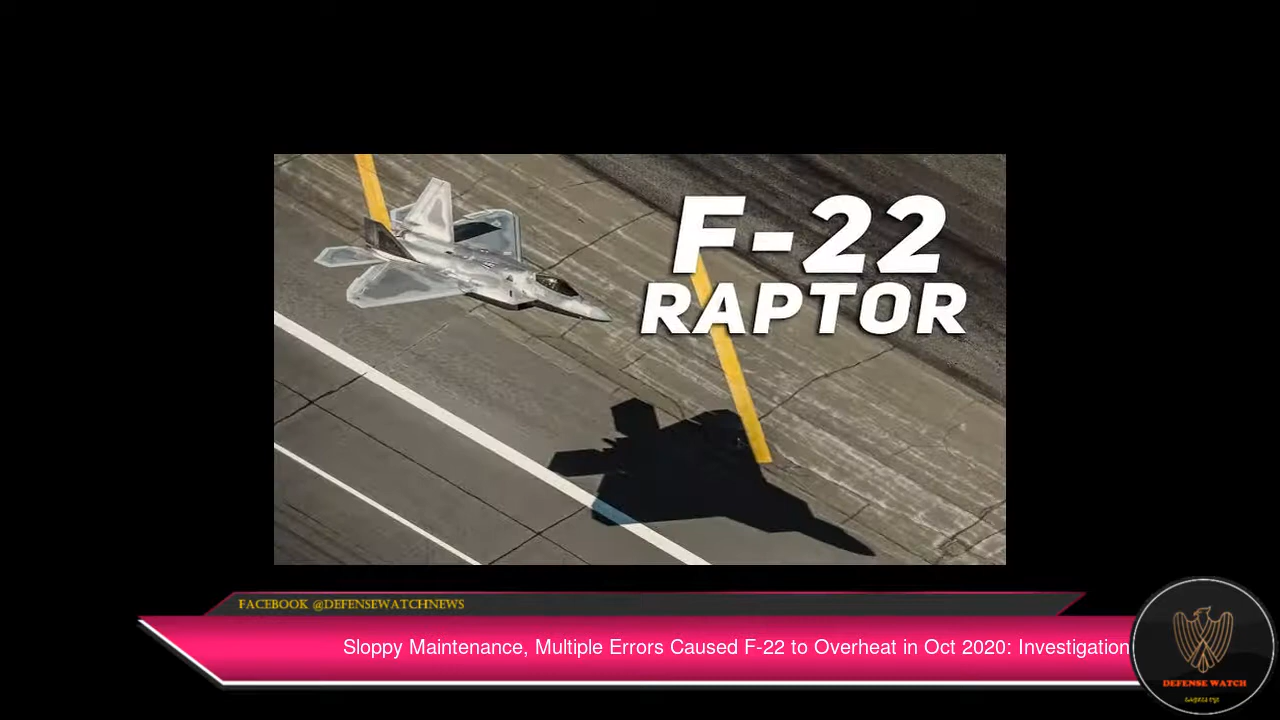 F-22
RAPTOR
FACEBOOK @DEFENSEWATCHNEWS
Sloppy Maintenance, Multiple Errors Caused F-22 to Overheat in Oct 2020: Investigation
DEFENSE WATCH